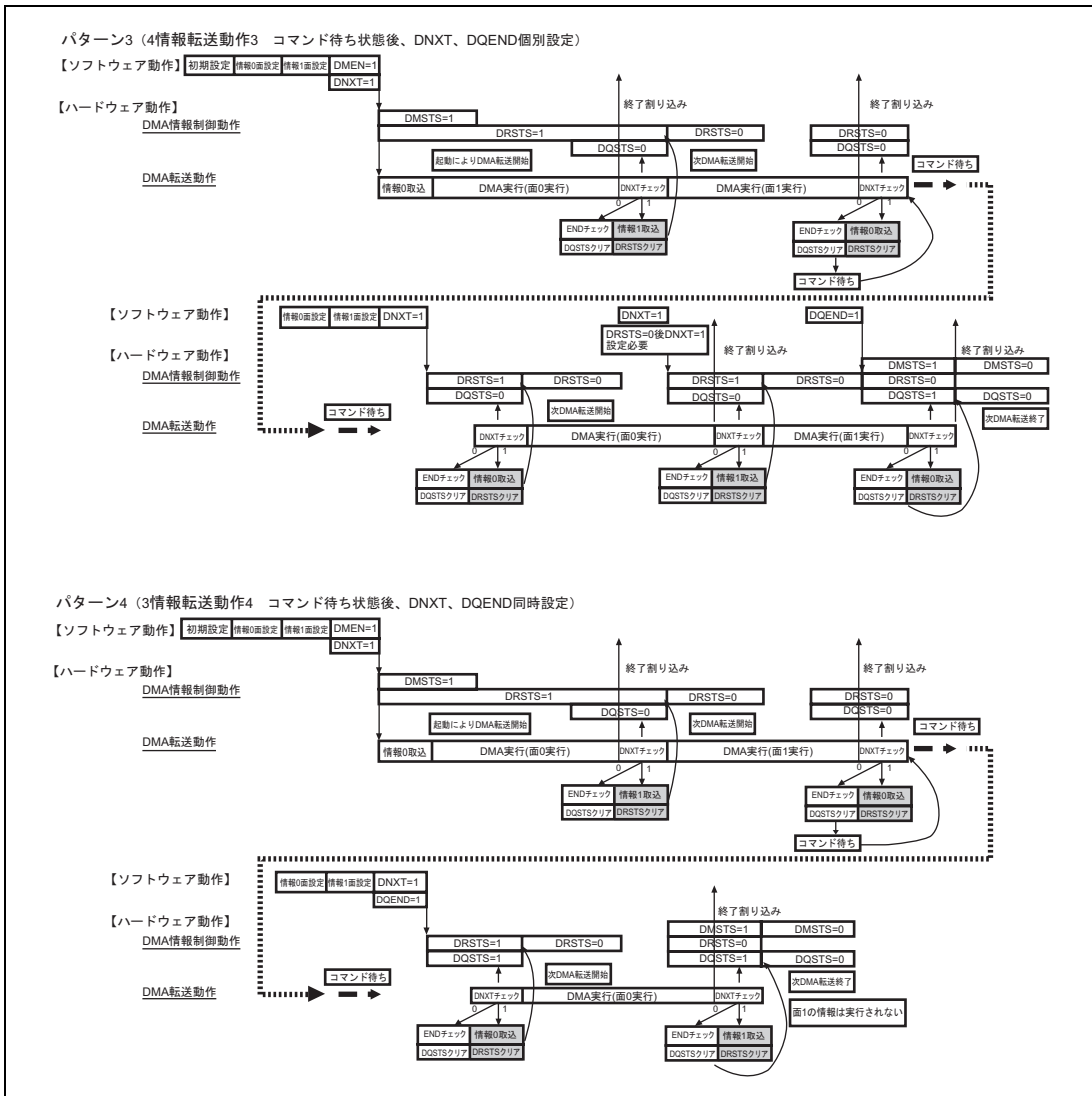 パターン3（4情報転送動作3　コマンド待ち状態後、DNXT、DQEND個別設定）
【ソフトウェア動作】 初期設定 情報0面設定 情報1面設定 DMEN=1
DNXT=1
【ハードウェア動作】
終了割り込み 終了割り込み
DMSTS=1
DMA情報制御動作
DRSTS=1 DRSTS=0 DRSTS=0
DQSTS=0 DQSTS=0
起動によりDMA転送開始 次DMA転送開始
コマンド待ち
DMA転送動作
情報0取込 DMA実行(面0実行) DNXTチェック DMA実行(面1実行) DNXTチェック
0 1 0 1
ENDチェック 情報1取込 ENDチェック 情報0取込
DQSTSクリア DRSTSクリア DQSTSクリア DRSTSクリア
コマンド待ち
【ソフトウェア動作】 情報0面設定 情報1面設定 DNXT=1 DNXT=1 DQEND=1
DRSTS=0後DNXT=1
設定必要
終了割り込み 終了割り込み
【ハードウェア動作】
DMSTS=1 DMSTS=0
DMA情報制御動作
DRSTS=1 DRSTS=0 DRSTS=1 DRSTS=0 DRSTS=0
DQSTS=0 DQSTS=0 DQSTS=1 DQSTS=0
コマンド待ち 次DMA転送開始 次DMA転送終了
DMA転送動作
DNXTチェック DMA実行(面0実行) DNXTチェック DMA実行(面1実行) DNXTチェック
0 1 0 1 0 1
ENDチェック 情報0取込 ENDチェック 情報1取込 ENDチェック 情報0取込
DQSTSクリア DRSTSクリア DQSTSクリア DRSTSクリア DQSTSクリア DRSTSクリア
パターン4（3情報転送動作4　コマンド待ち状態後、DNXT、DQEND同時設定）
【ソフトウェア動作】 初期設定 情報0面設定 情報1面設定 DMEN=1
DNXT=1
【ハードウェア動作】
終了割り込み 終了割り込み
DMSTS=1
DMA情報制御動作
DRSTS=1 DRSTS=0 DRSTS=0
DQSTS=0 DQSTS=0
起動によりDMA転送開始 次DMA転送開始
コマンド待ち
DMA転送動作
情報0取込 DMA実行(面0実行) DNXTチェック DMA実行(面1実行) DNXTチェック
0 1 0 1
ENDチェック 情報1取込 ENDチェック 情報0取込
DQSTSクリア DRSTSクリア DQSTSクリア DRSTSクリア
コマンド待ち
【ソフトウェア動作】 情報0面設定 情報1面設定 DNXT=1
DQEND=1
終了割り込み
【ハードウェア動作】
DMSTS=1 DMSTS=0
DMA情報制御動作
DRSTS=1 DRSTS=0 DRSTS=0
DQSTS=1 DQSTS=1 DQSTS=0
コマンド待ち 次DMA転送開始 次DMA転送終了
DMA転送動作
DNXTチェック DMA実行(面0実行) DNXTチェック
面1の情報は実行されない
0 1 0 1
ENDチェック 情報0取込 ENDチェック 情報1取込
DQSTSクリア DRSTSクリア DQSTSクリア DRSTSクリア